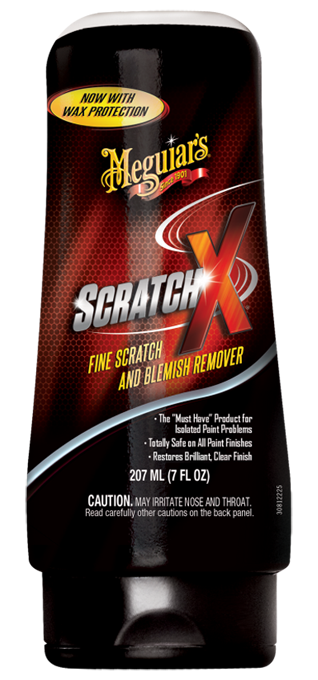 NOW WITH
WAX PROTECTION
Meguiar's
SINCE 1901
SCRATCH X
FINE SCRATCH
AND BLEMISH REMOVER
• The "Must Have" Product for
Isolated Paint Problems
• Totally Safe on All Paint Finishes
• Restores Brilliant, Clear Finish
207 ML (7 FL OZ)
CAUTION. MAY IRRITATE NOSE AND THROAT.
Read carefully other cautions on the back panel.
30812225